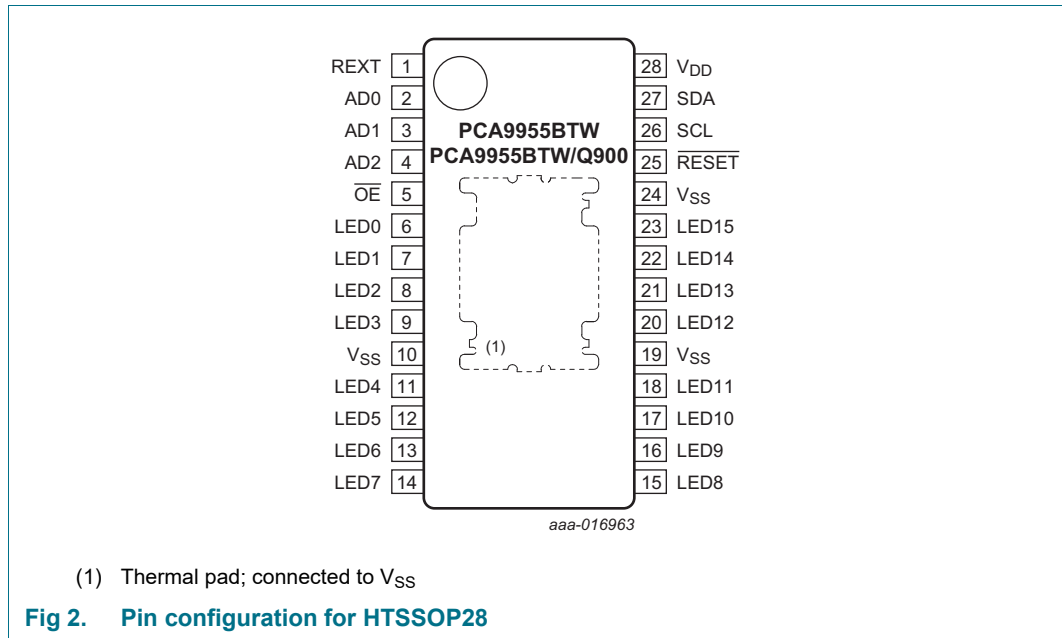 REXT 1
AD0 2
AD1 3
AD2 4
OE 5
LED0 6
LED1 7
LED2 8
LED3 9
VSS 10
LED4 11
LED5 12
LED6 13
LED7 14
PCA9955BTW
PCA9955BTW/Q900
(1)
28 VDD
27 SDA
26 SCL
25 RESET
24 VSS
23 LED15
22 LED14
21 LED13
20 LED12
19 VSS
18 LED11
17 LED10
16 LED9
15 LED8
aaa-016963
(1) Thermal pad; connected to VSS
Fig 2. Pin configuration for HTSSOP28